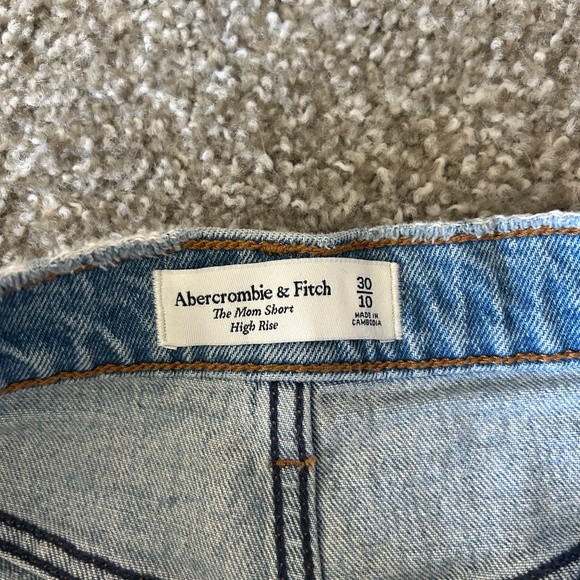 Abercrombie & Fitch
The Mom Short
High Rise
30
10
MADE IN
CAMBODIA